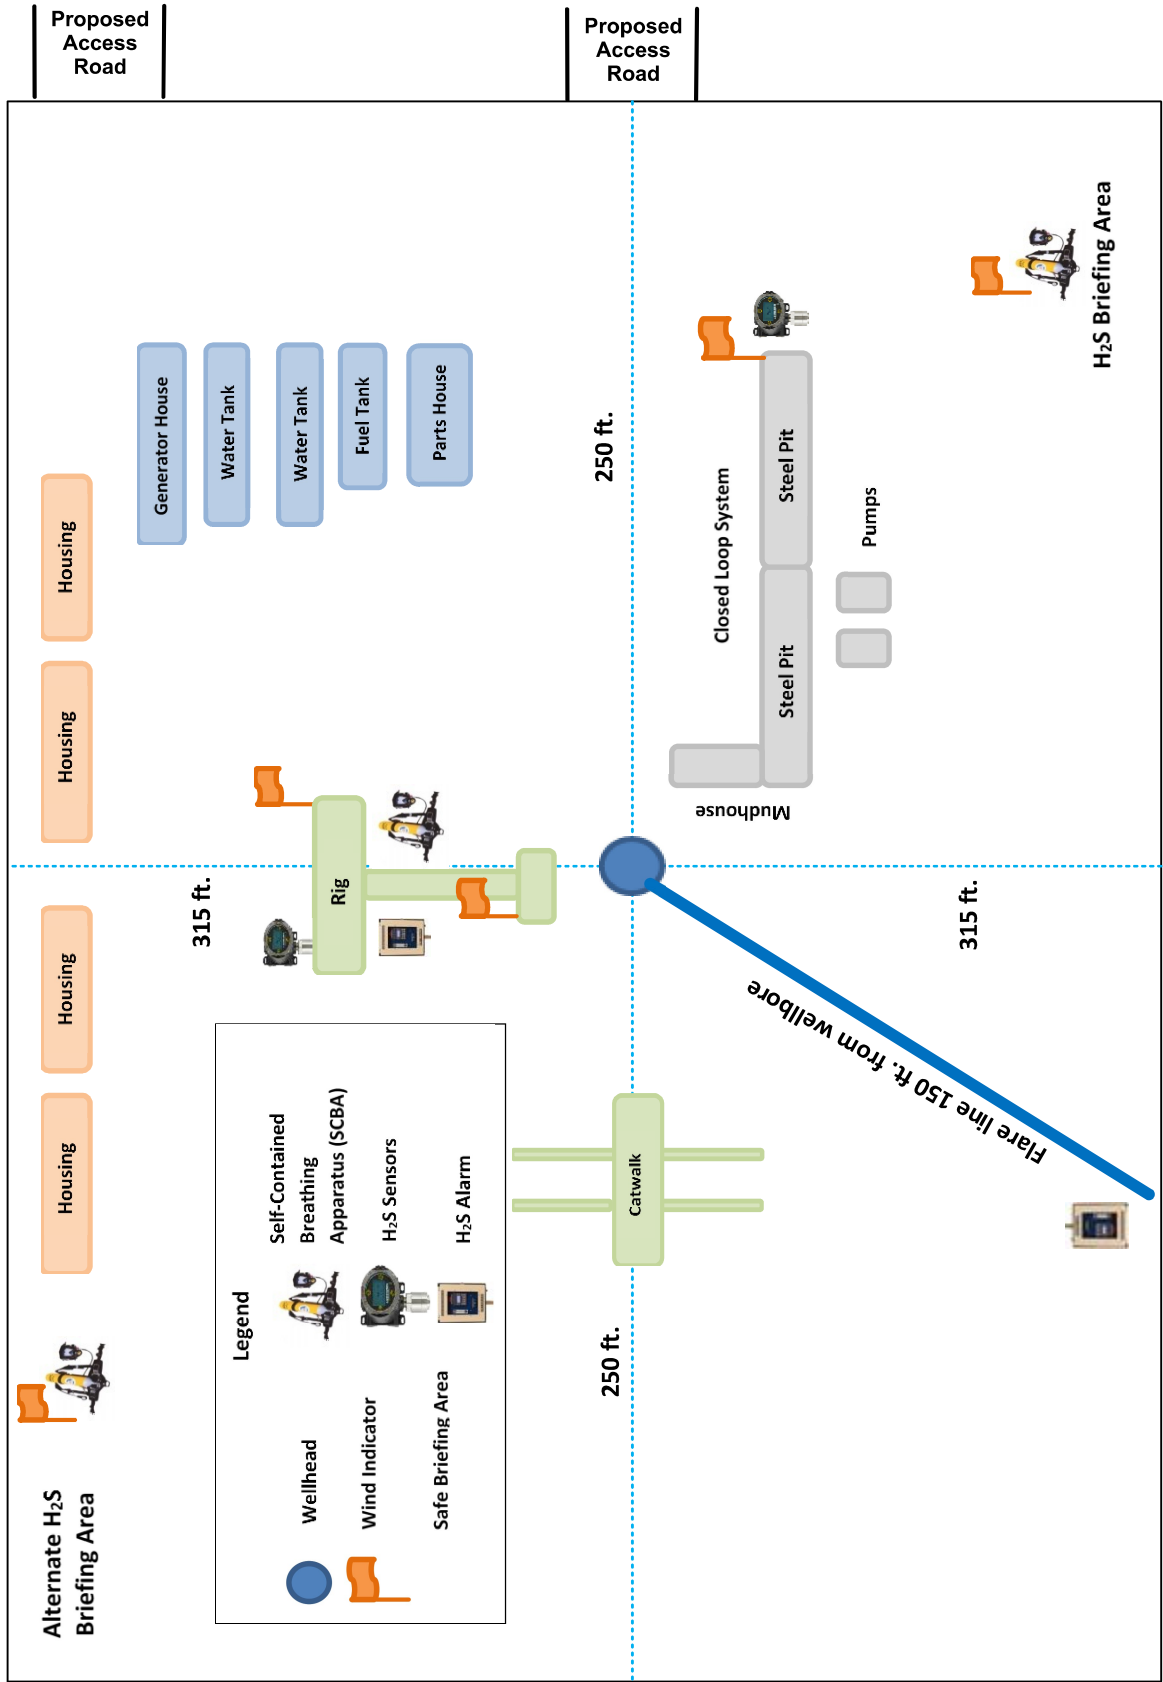 Proposed
Access
Road
Proposed
Access
Road
H2S Briefing Area
Generator House
Water Tank
Water Tank
Fuel Tank
Parts House
250 ft.
Closed Loop System
Steel Pit
Steel Pit
Pumps
Mudhouse
Housing
Housing
Housing
Housing
Rig
315 ft.
315 ft.
Flare line 150 ft. from wellbore
Catwalk
250 ft.
Legend
Wellhead
Wind Indicator
Safe Briefing Area
Self-Contained
Breathing
Apparatus (SCBA)
H2S Sensors
H2S Alarm
Alternate H2S
Briefing Area